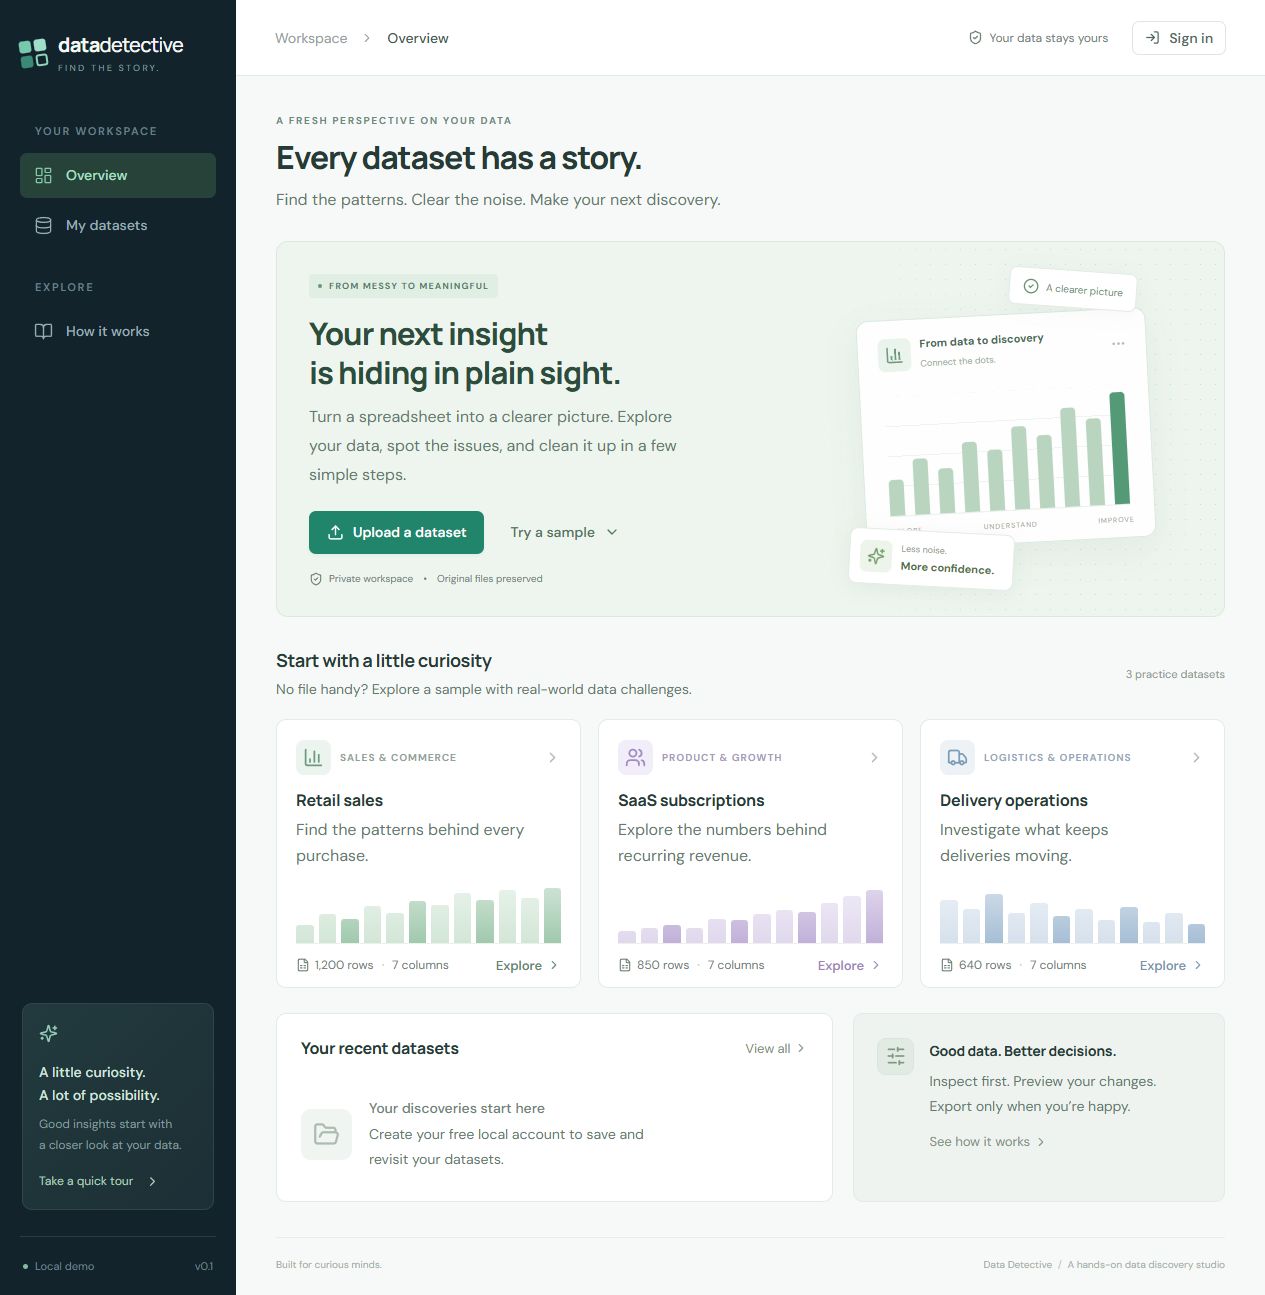 datadetective
FIND THE STORY.
YOUR WORKSPACE
Overview
My datasets
EXPLORE
How it works
A little curiosity.
A lot of possibility.
Good insights start with
a closer look at your data.
Take a quick tour
Local demo
v0.1
Workspace > Overview
Your data stays yours
Sign in
A FRESH PERSPECTIVE ON YOUR DATA
Every dataset has a story.
Find the patterns. Clear the noise. Make your next discovery.
• FROM MESSY TO MEANINGFUL
Your next insight
is hiding in plain sight.
Turn a spreadsheet into a clearer picture. Explore
your data, spot the issues, and clean it up in a few
simple steps.
Upload a dataset
Try a sample
Private workspace • Original files preserved
A clearer picture
From data to discovery
Connect the dots.
UNDERSTAND
IMPROVE
Less noise.
More confidence.
Start with a little curiosity
No file handy? Explore a sample with real-world data challenges.
3 practice datasets
SALES & COMMERCE
Retail sales
Find the patterns behind every
purchase.
1,200 rows · 7 columns
Explore
PRODUCT & GROWTH
SaaS subscriptions
Explore the numbers behind
recurring revenue.
850 rows · 7 columns
Explore
LOGISTICS & OPERATIONS
Delivery operations
Investigate what keeps
deliveries moving.
640 rows · 7 columns
Explore
Your recent datasets
View all
Your discoveries start here
Create your free local account to save and
revisit your datasets.
Good data. Better decisions.
Inspect first. Preview your changes.
Export only when you’re happy.
See how it works
Built for curious minds.
Data Detective / A hands-on data discovery studio